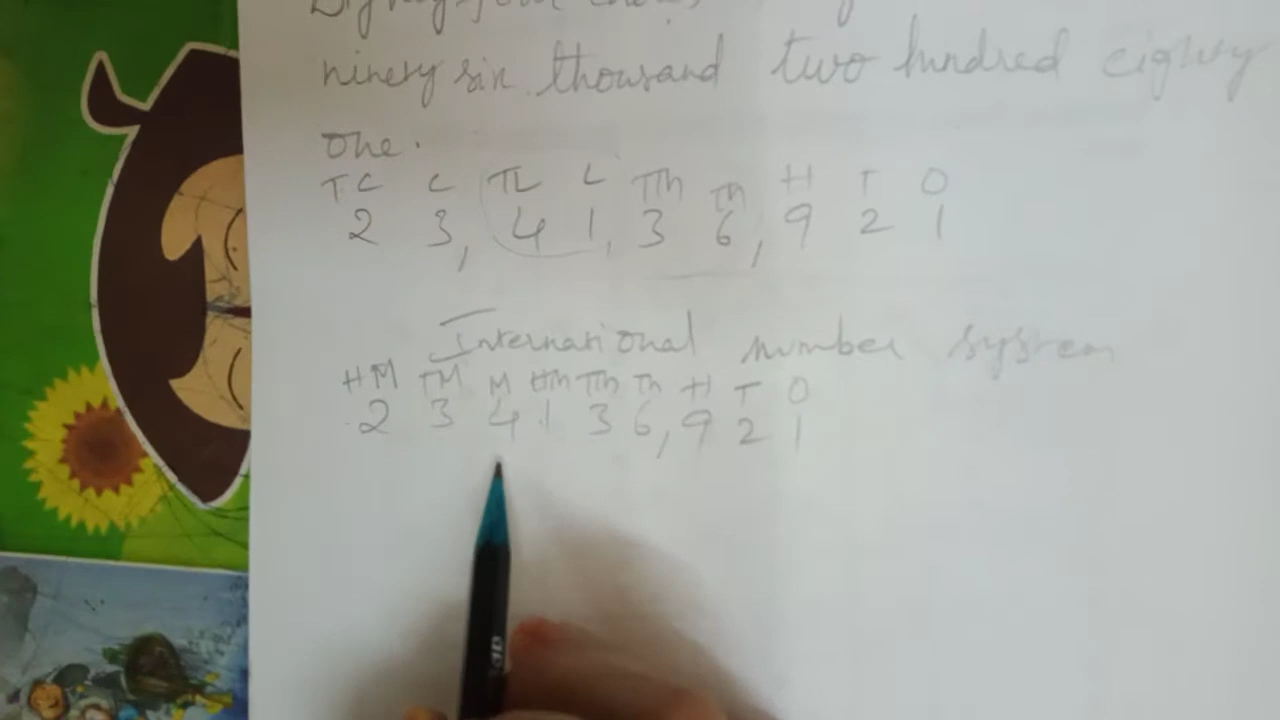 ninety six thousand two hundred eighty
one.
TC C TL L TTh Th H T O
2 3, 4 1, 3 6, 9 2 1
International number system
HM TM M HTh TTh Th H T O
2 3 4 1 3 6, 9 2 1